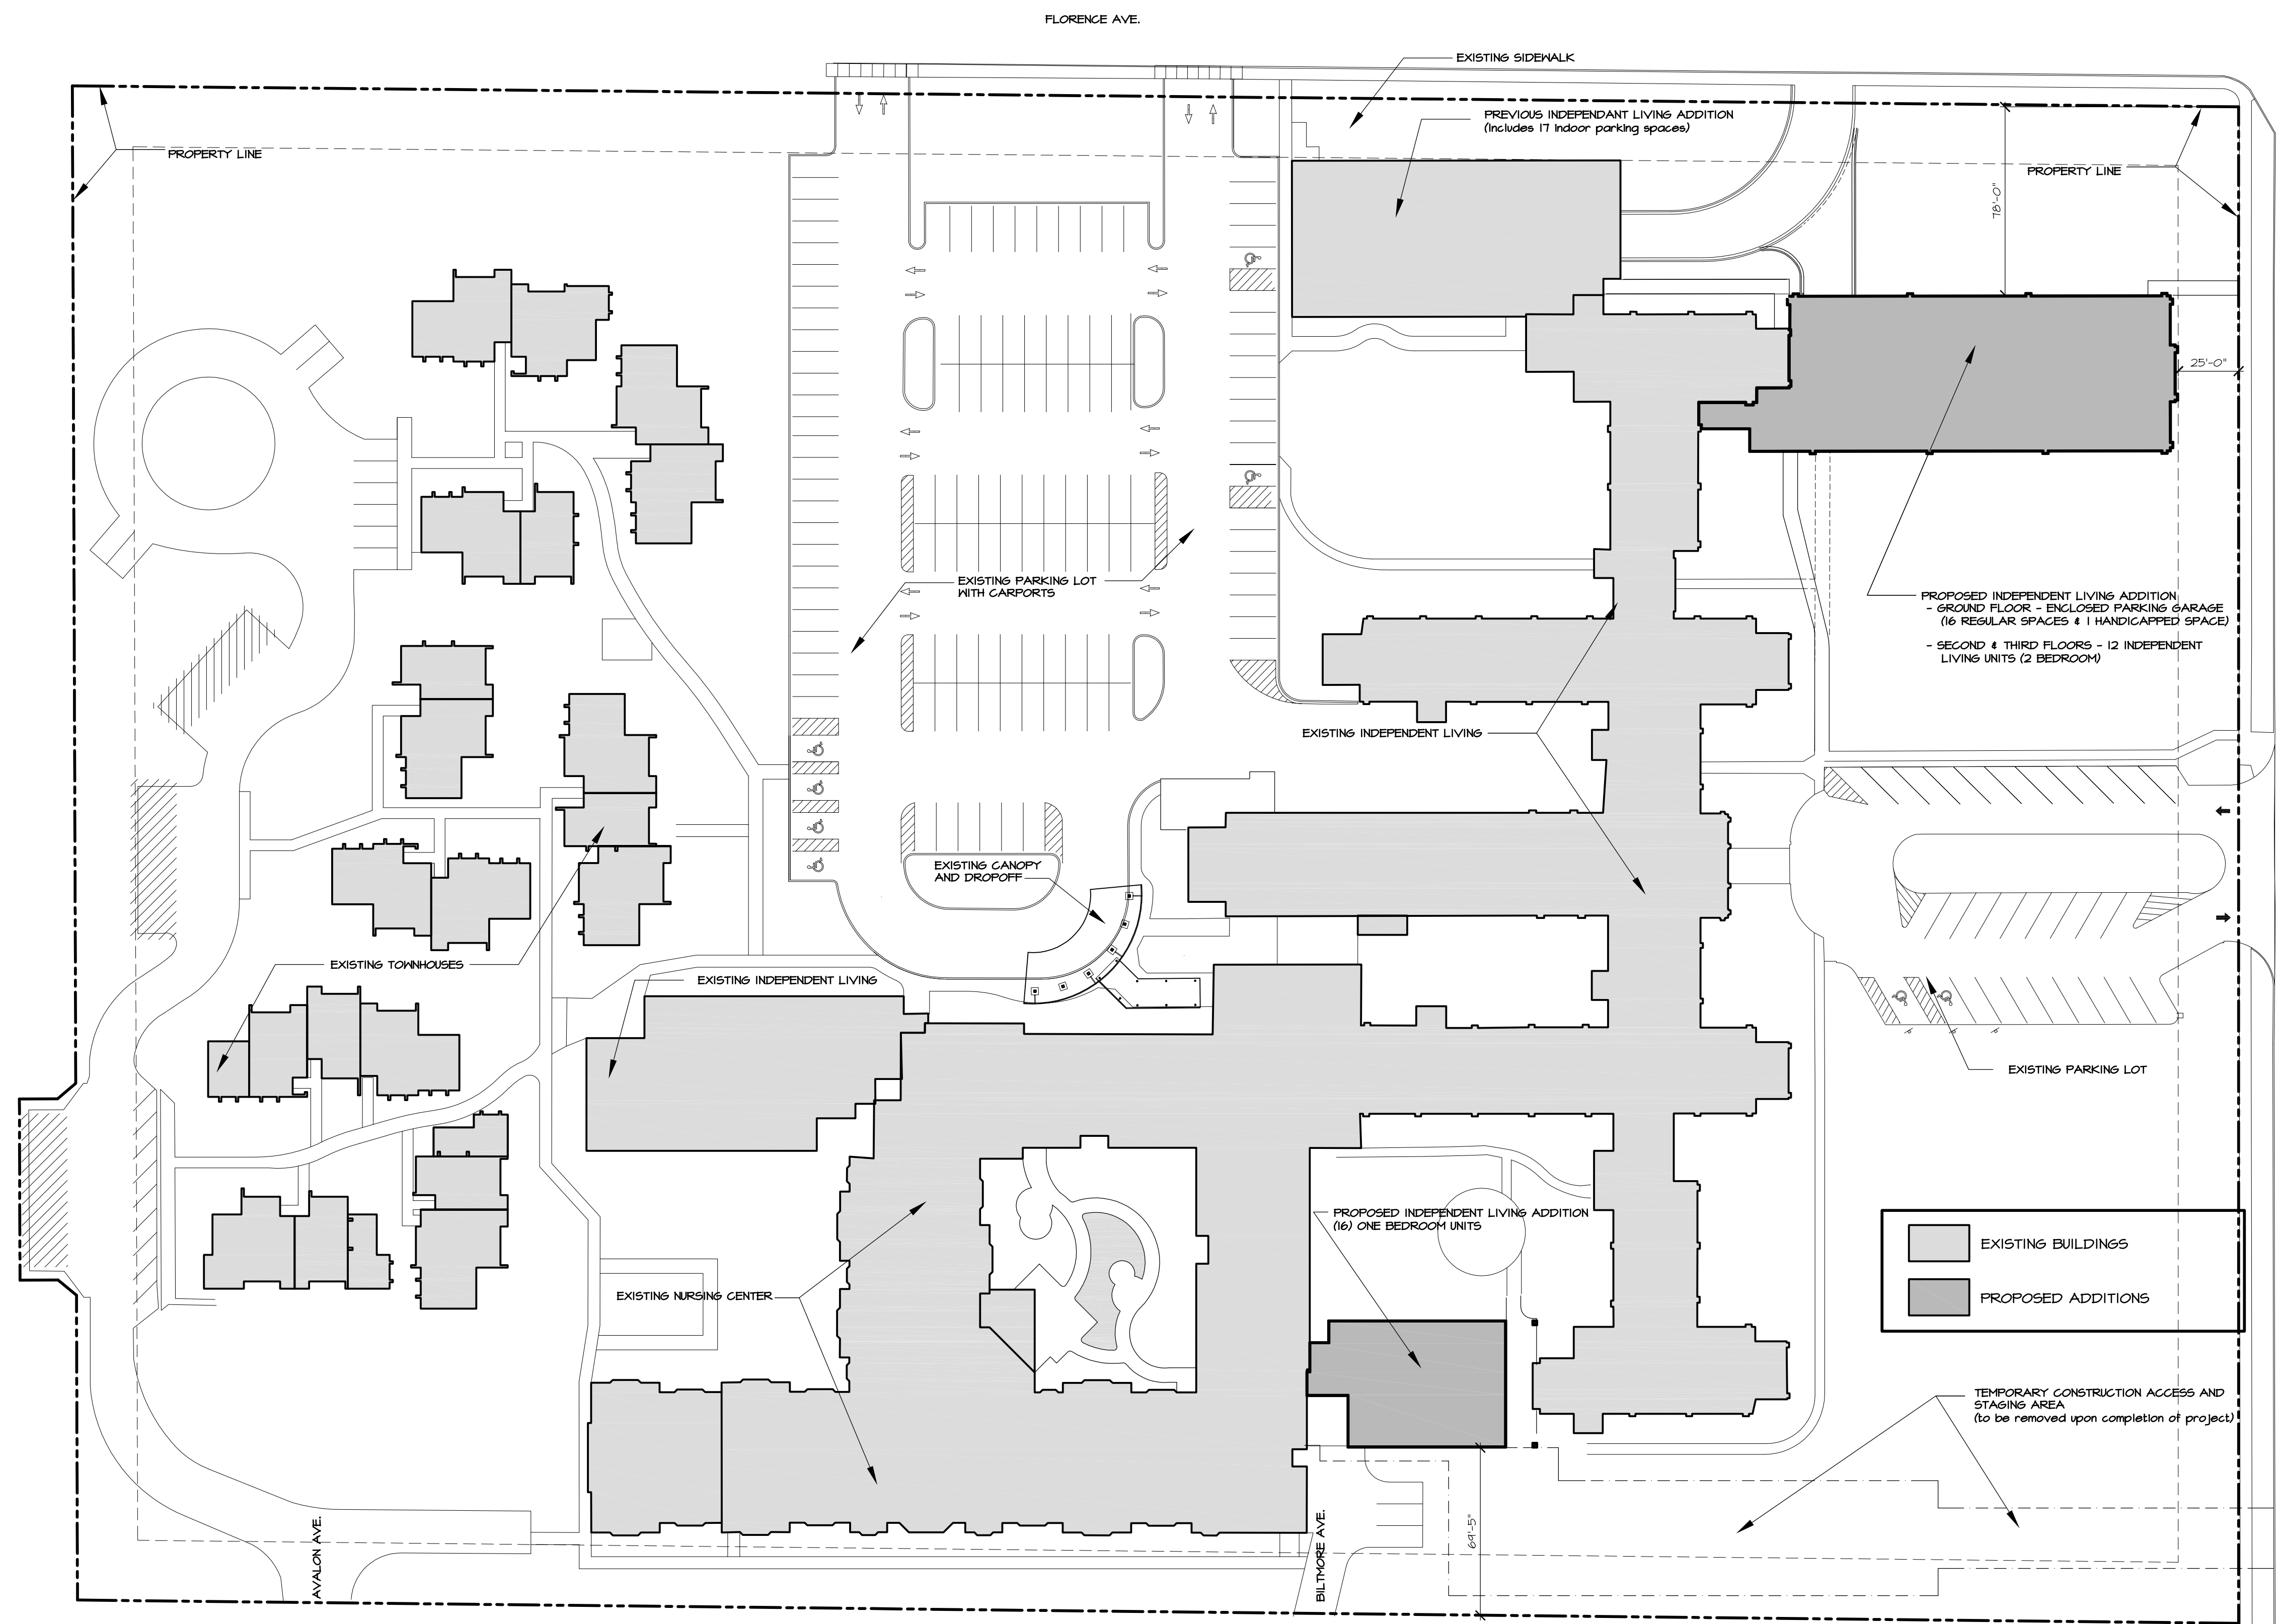 FLORENCE AVE.
EXISTING SIDEWALK
PREVIOUS INDEPENDANT LIVING ADDITION
(includes 17 indoor parking spaces)
PROPERTY LINE
PROPERTY LINE
78'-0"
25'-0"
EXISTING PARKING LOT
WITH CARPORTS
PROPOSED INDEPENDENT LIVING ADDITION
- GROUND FLOOR - ENCLOSED PARKING GARAGE
(16 REGULAR SPACES & 1 HANDICAPPED SPACE)
- SECOND & THIRD FLOORS - 12 INDEPENDENT
LIVING UNITS (2 BEDROOM)
EXISTING INDEPENDENT LIVING
EXISTING CANOPY
AND DROPOFF
EXISTING TOWNHOUSES
EXISTING INDEPENDENT LIVING
EXISTING PARKING LOT
PROPOSED INDEPENDENT LIVING ADDITION
(16) ONE BEDROOM UNITS
EXISTING BUILDINGS
PROPOSED ADDITIONS
EXISTING NURSING CENTER
TEMPORARY CONSTRUCTION ACCESS AND
STAGING AREA
(to be removed upon completion of project)
69'-5"
AVALON AVE.
BILTMORE AVE.